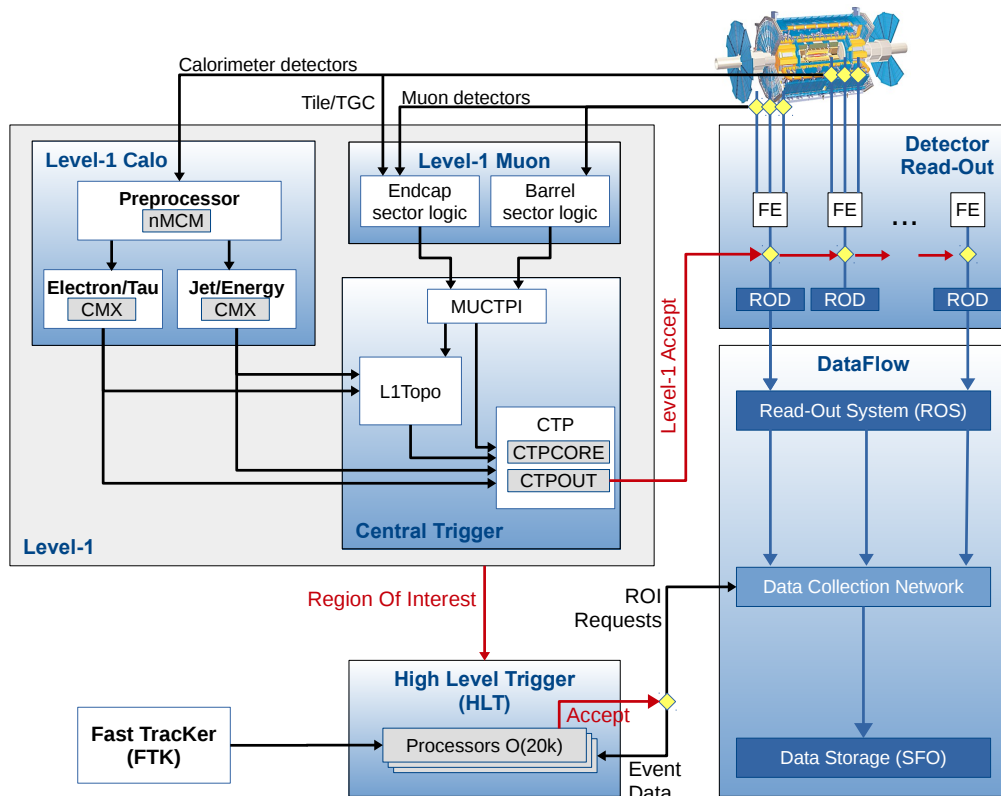 Calorimeter detectors
Tile/TGC
Muon detectors
Level-1 Calo
Preprocessor
nMCM
Electron/Tau
CMX
Jet/Energy
CMX
Level-1 Muon
Endcap
sector logic
Barrel
sector logic
MUCTPI
L1Topo
CTP
CTPCORE
CTPOUT
Central Trigger
Level-1
Level-1 Accept
Detector
Read-Out
FE
FE
...
FE
ROD
ROD
ROD
DataFlow
Read-Out System (ROS)
Data Collection Network
Data Storage (SFO)
Region Of Interest
ROI
Requests
High Level Trigger
(HLT)
Accept
Processors O(20k)
Fast TracKer
(FTK)
Event
Data